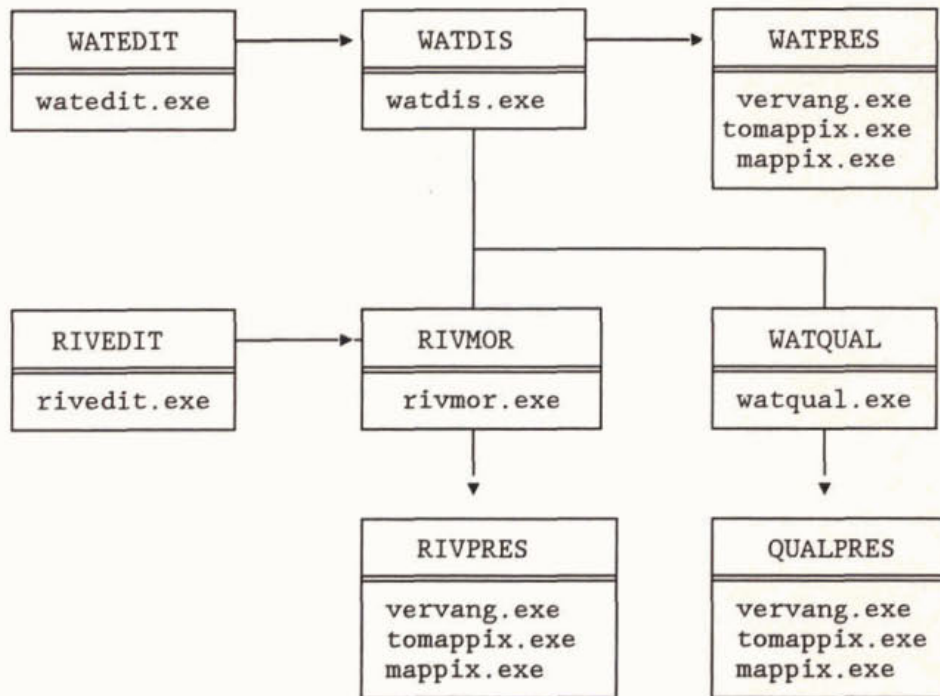 WATEDIT
watedit.exe
WATDIS
watdis.exe
WATPRES
vervang.exe
tomappix.exe
mappix.exe
RIVEDIT
rivedit.exe
RIVMOR
rivmor.exe
WATQUAL
watqual.exe
RIVPRES
vervang.exe
tomappix.exe
mappix.exe
QUALPRES
vervang.exe
tomappix.exe
mappix.exe